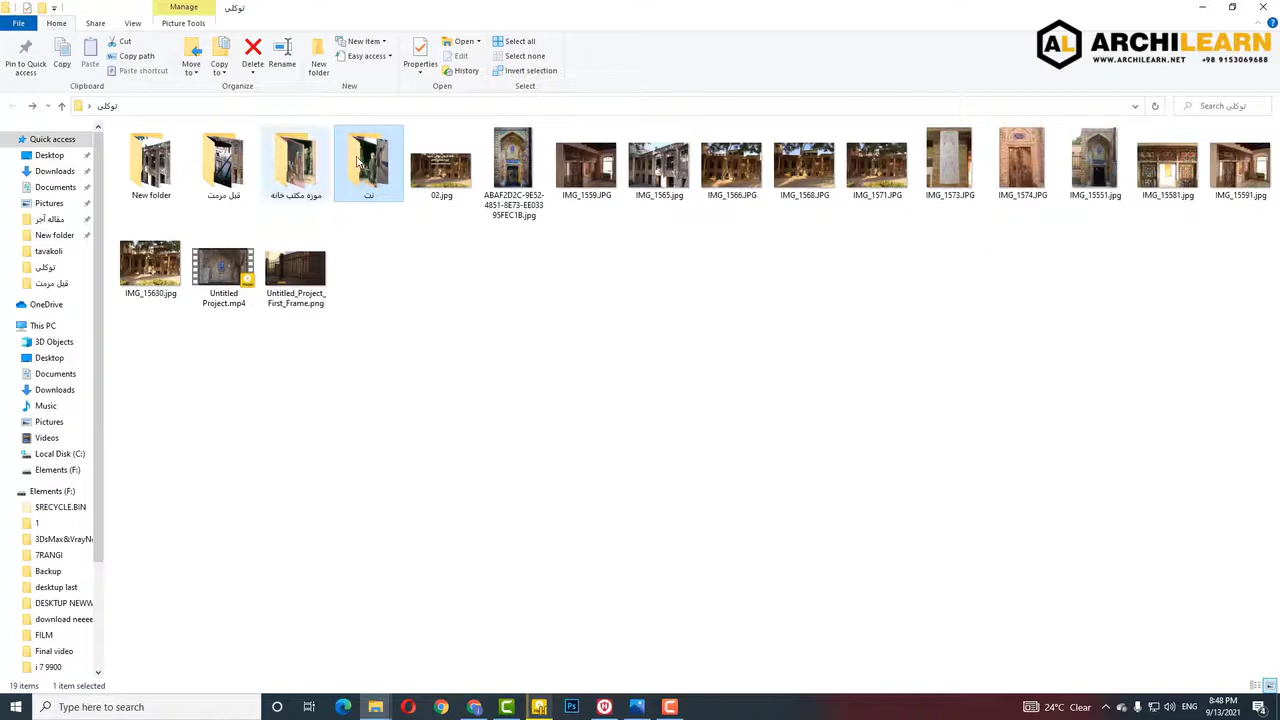 Manage
توکلی
File
Home
Share
View
Picture Tools
ARCHILEARN
WWW.ARCHILEARN.NET +98 9153069688
Pin to Quick access
Copy
Paste
Cut
Copy path
Paste shortcut
Move to
Copy to
Delete
Rename
New folder
New item
Easy access
Properties
Open
Edit
History
Select all
Select none
Invert selection
Clipboard
Organize
New
Open
Select
توکلی
Search توکلی
Quick access
Desktop
Downloads
Documents
Pictures
مقاله آجر
New folder
tavakoli
توکلی
قبل مرمت
OneDrive
This PC
3D Objects
Desktop
Documents
Downloads
Music
Pictures
Videos
Local Disk (C:)
Elements (F:)
Elements (F:)
$RECYCLE.BIN
1
3DsMax&VrayNe
7RANGI
Backup
desktup last
DESKTUP NEWW
download neeee
FILM
Final video
i 7 9900
New folder
قبل مرمت
موزه مکتب خانه
نت
02.jpg
ABAF2D2C-9E52-
4851-8E73-EE033
95FEC1B.jpg
IMG_1559.JPG
IMG_1565.jpg
IMG_1566.JPG
IMG_1568.JPG
IMG_1571.JPG
IMG_1573.JPG
IMG_1574.JPG
IMG_15551.jpg
IMG_15581.jpg
IMG_15591.jpg
IMG_15630.jpg
Untitled
Project.mp4
Untitled_Project_
First_Frame.png
19 items
1 item selected
Type here to search
24°C Clear
ENG
8:48 PM
9/13/2021